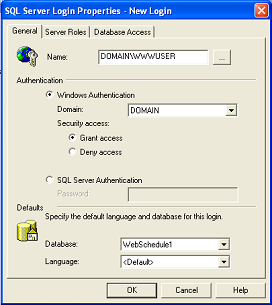 SQL Server Login Properties - New Login
General Server Roles Database Access
Name: DOMAIN\WWWUSER ...
Authentication
Windows Authentication
Domain: DOMAIN
Security access:
Grant access
Deny access
SQL Server Authentication
Password:
Defaults
Specify the default language and database for this login.
Database: WebSchedule1
Language: <Default>
OK Cancel Help